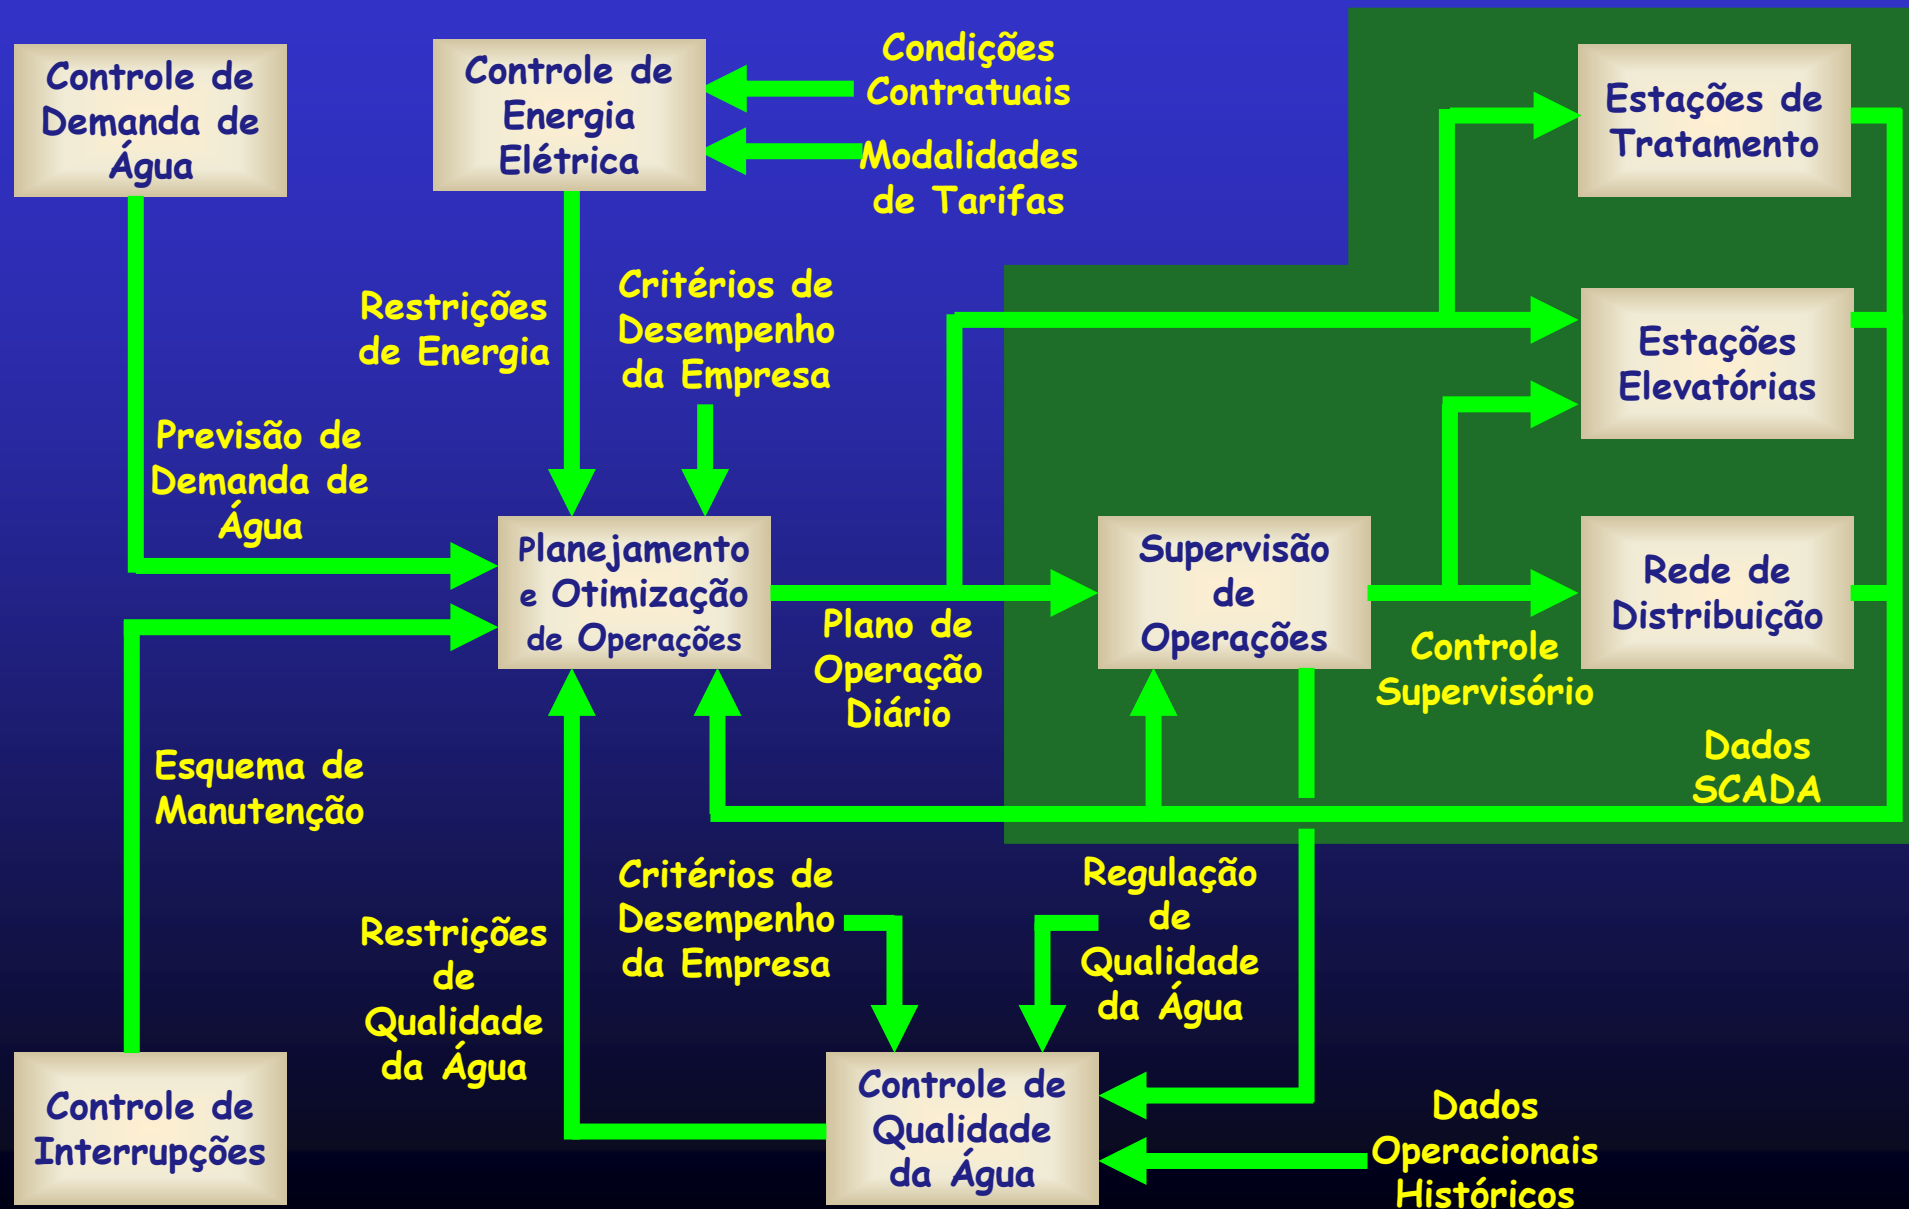 Controle de
Demanda de
Água
Controle de
Energia
Elétrica
Condições
Contratuais
Modalidades
de Tarifas
Estações de
Tratamento
Restrições
de Energia
Critérios de
Desempenho
da Empresa
Estações
Elevatórias
Previsão de
Demanda de
Água
Planejamento
e Otimização
de Operações
Supervisão
de
Operações
Rede de
Distribuição
Plano de
Operação
Diário
Controle
Supervisório
Esquema de
Manutenção
Dados
SCADA
Restrições
de
Qualidade
da Água
Critérios de
Desempenho
da Empresa
Regulação
de
Qualidade
da Água
Controle de
Interrupções
Controle de
Qualidade
da Água
Dados
Operacionais
Históricos